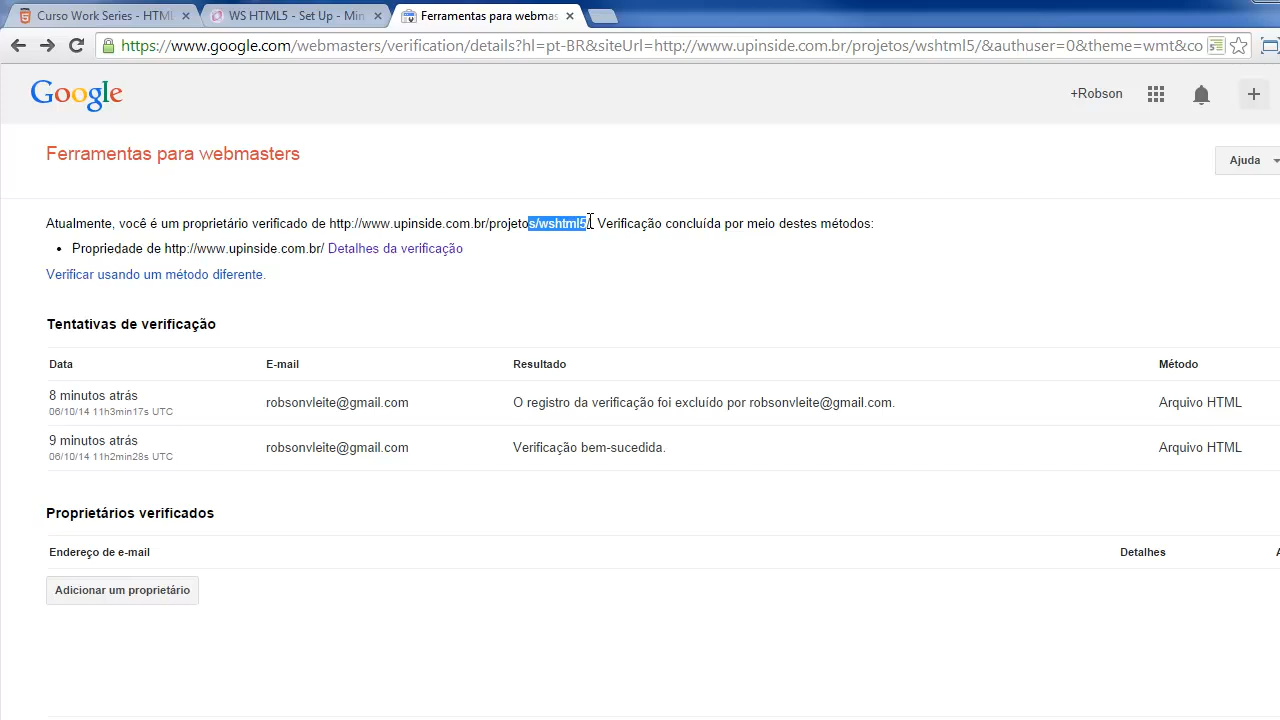 Curso Work Series - HTML
WS HTML5 - Set Up - Min
Ferramentas para webmas
https://www.google.com/webmasters/verification/details?hl=pt-BR&siteUrl=http://www.upinside.com.br/projetos/wshtml5/&authuser=0&theme=wmt&co
Google
+Robson
Ferramentas para webmasters
Ajuda
Atualmente, você é um proprietário verificado de http://www.upinside.com.br/projetos/wshtml5/. Verificação concluída por meio destes métodos:
• Propriedade de http://www.upinside.com.br/ Detalhes da verificação
Verificar usando um método diferente.
Tentativas de verificação
Data E-mail Resultado Método
8 minutos atrás
06/10/14 11h3min17s UTC
robsonvleite@gmail.com O registro da verificação foi excluído por robsonvleite@gmail.com. Arquivo HTML
9 minutos atrás
06/10/14 11h2min28s UTC
robsonvleite@gmail.com Verificação bem-sucedida. Arquivo HTML
Proprietários verificados
Endereço de e-mail Detalhes A
Adicionar um proprietário